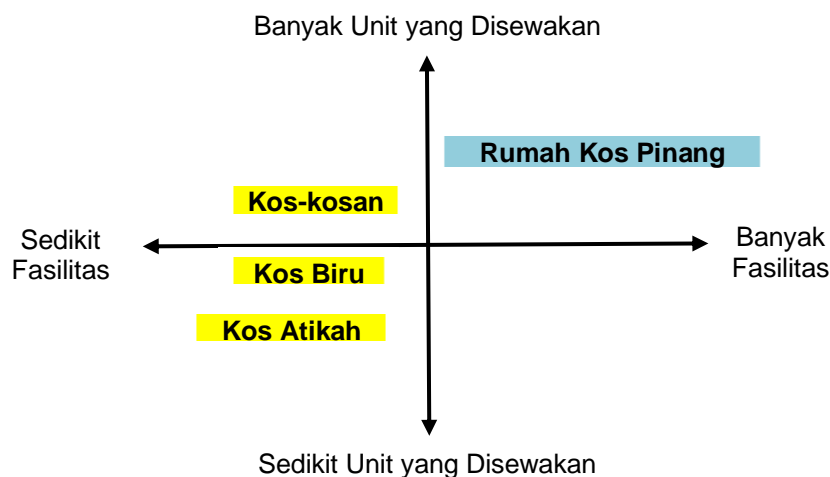 Banyak Unit yang Disewakan
Rumah Kos Pinang
Kos-kosan
Sedikit
Fasilitas
Banyak
Fasilitas
Kos Biru
Kos Atikah
Sedikit Unit yang Disewakan